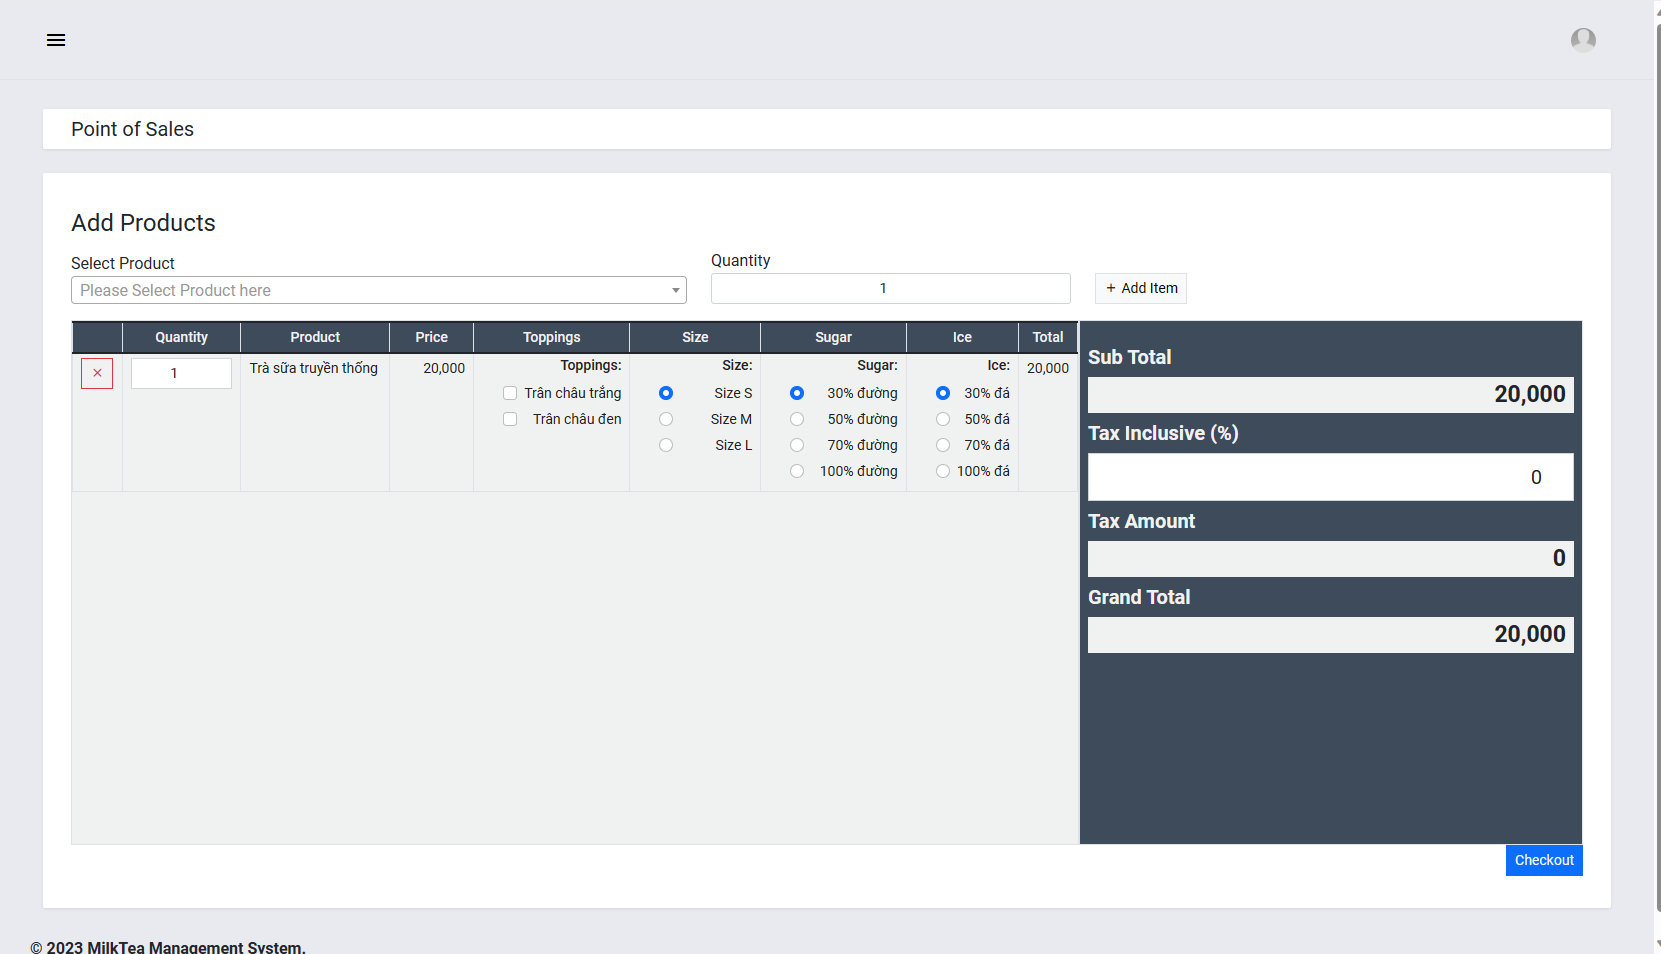 Point of Sales
Add Products
Select Product
Quantity
Please Select Product here
1
+ Add Item
Quantity Product Price Toppings Size Sugar Ice Total
× 1 Trà sữa truyền thống 20,000 Toppings: Size: Sugar: Ice: 20,000
Trân châu trắng Size S 30% đường 30% đá
Trân châu đen Size M 50% đường 50% đá
Size L 70% đường 70% đá
100% đường 100% đá
Sub Total
20,000
Tax Inclusive (%)
0
Tax Amount
0
Grand Total
20,000
Checkout
© 2023 MilkTea Management System.